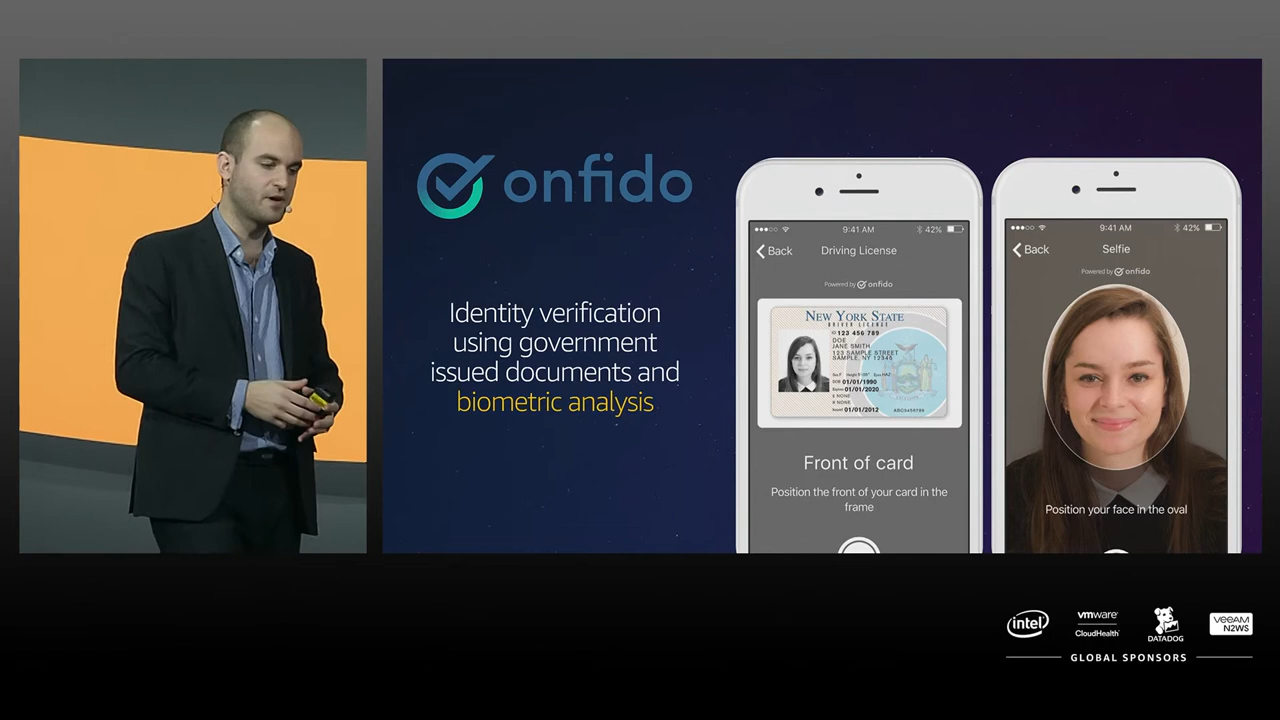 onfido
Identity verification
using government
issued documents and
biometric analysis
9:41 AM
42%
Back
Driving License
Powered by onfido
NEW YORK STATE
DRIVER LICENSE
ID 123 456 789
DOE
JANE SMITH
123 SAMPLE STREET
SAMPLE, NY 12345
DOB 01/01/1990
Expires 01/01/2020
E NONE
R NONE
Issued 01/01/2012
Front of card
Position the front of your card in the
frame
9:41 AM
42%
Back
Selfie
Powered by onfido
Position your face in the oval
intel
vmware
CloudHealth
DATADOG
VEEAM
N2WS
GLOBAL SPONSORS